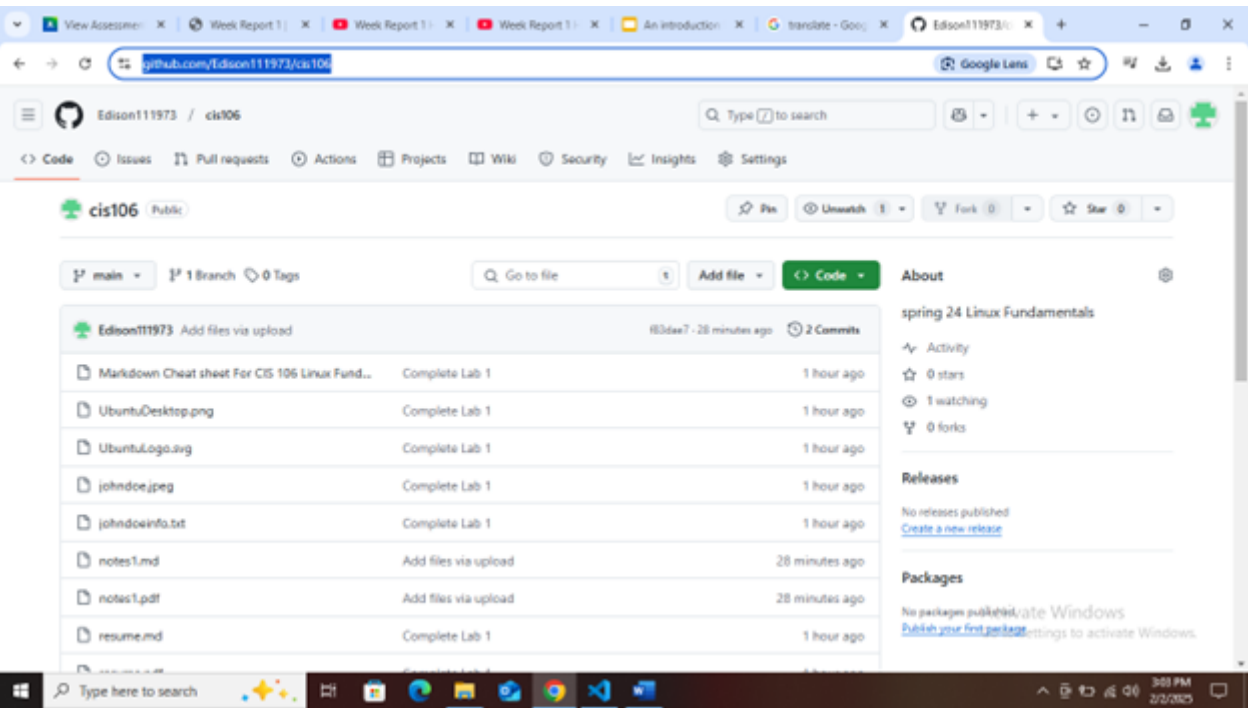 View Assessmen
Week Report 1 |
Week Report 1
Week Report 1
An introduction
translate - Goog
Edison111973/ci
github.com/Edison111973/cis106
Google Lens
Edison111973 / cis106
Type / to search
Code Issues Pull requests Actions Projects Wiki Security Insights Settings
cis106 Public
Pin Unwatch 1 Fork 0 Star 0
main 1 Branch 0 Tags Go to file t Add file Code
About
spring 24 Linux Fundamentals
Edison111973 Add files via upload f83dae7 · 28 minutes ago 2 Commits
Activity
0 stars
1 watching
0 forks
Markdown Cheat sheet For CIS 106 Linux Fund... Complete Lab 1 1 hour ago
UbuntuDesktop.png Complete Lab 1 1 hour ago
UbuntuLogo.svg Complete Lab 1 1 hour ago
johndoe.jpeg Complete Lab 1 1 hour ago
johndoeinfo.txt Complete Lab 1 1 hour ago
notes1.md Add files via upload 28 minutes ago
notes1.pdf Add files via upload 28 minutes ago
resume.md Complete Lab 1 1 hour ago
Releases
No releases published
Create a new release
Packages
No packages published
Publish your first package
Activate Windows
settings to activate Windows.
Type here to search
3:03 PM
2/2/2025